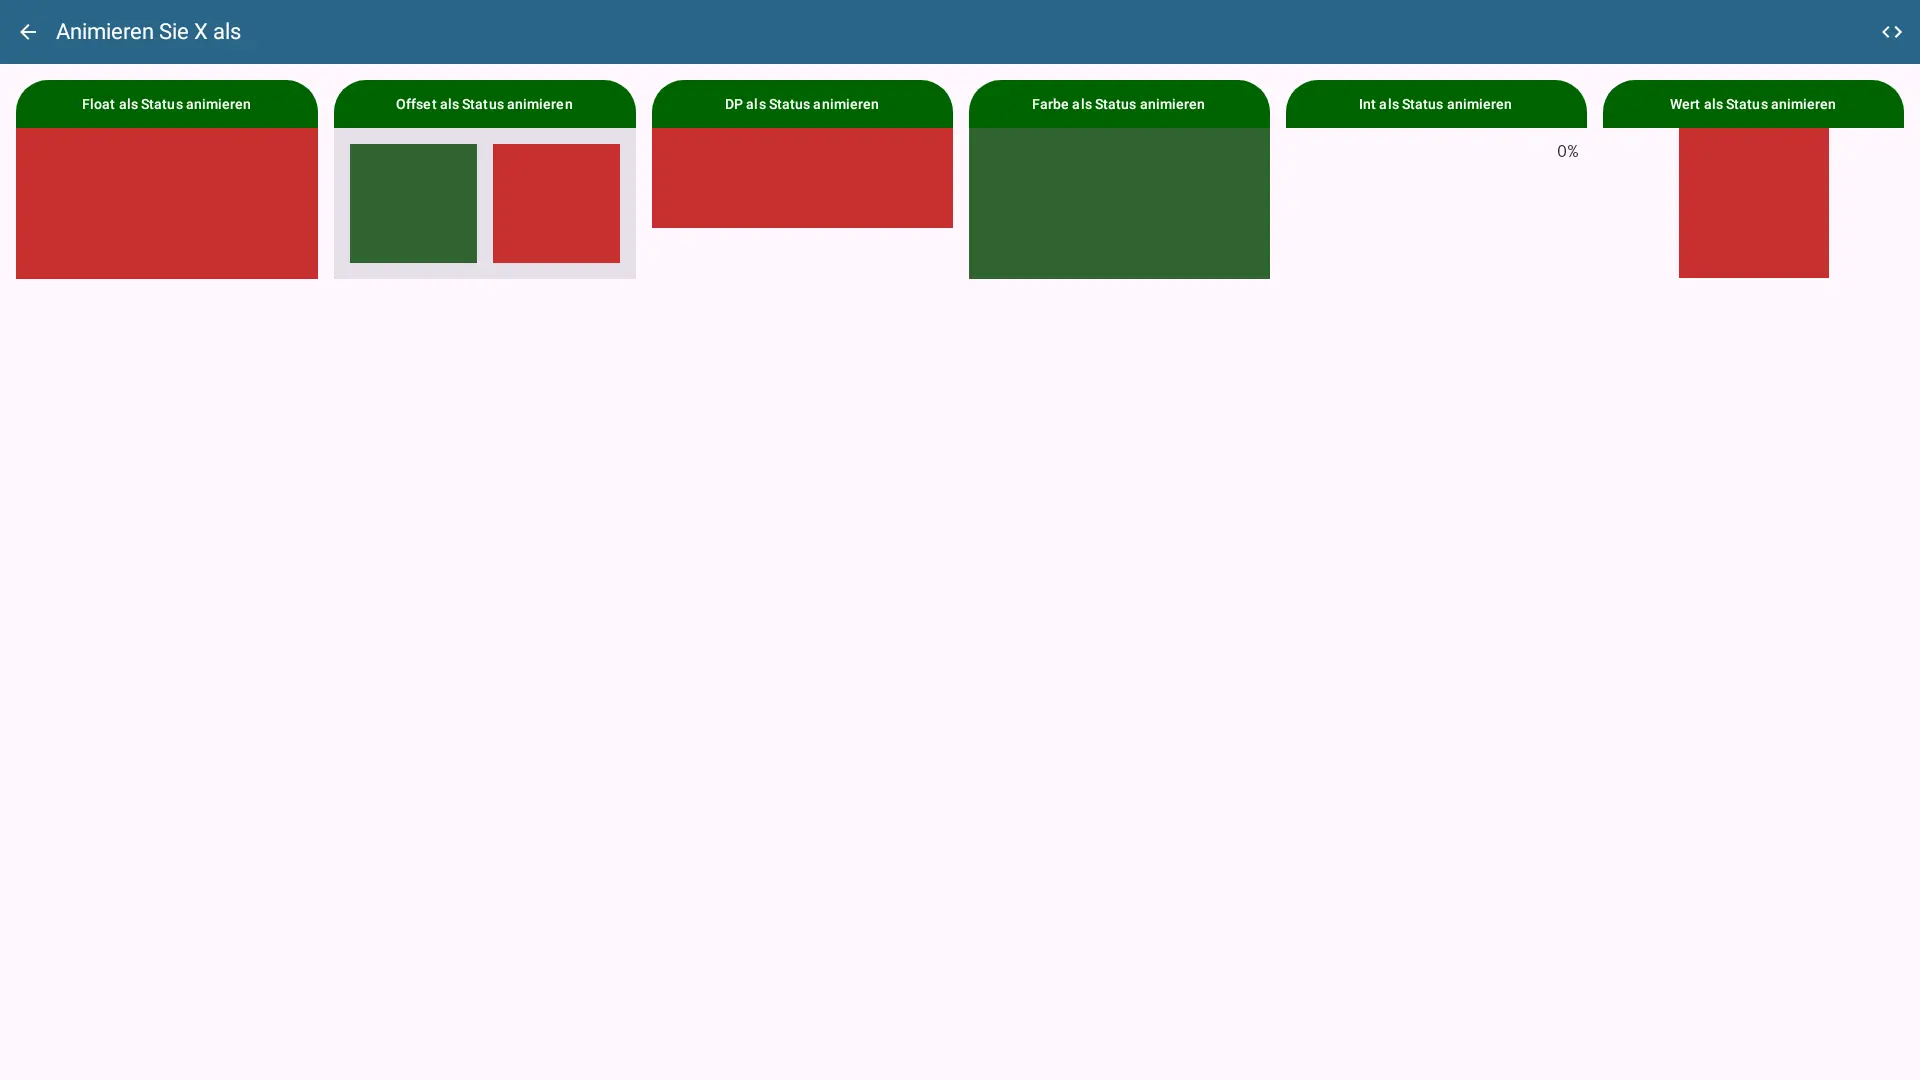 Animieren Sie X als
Float als Status animieren
Offset als Status animieren
DP als Status animieren
Farbe als Status animieren
Int als Status animieren
Wert als Status animieren
0%